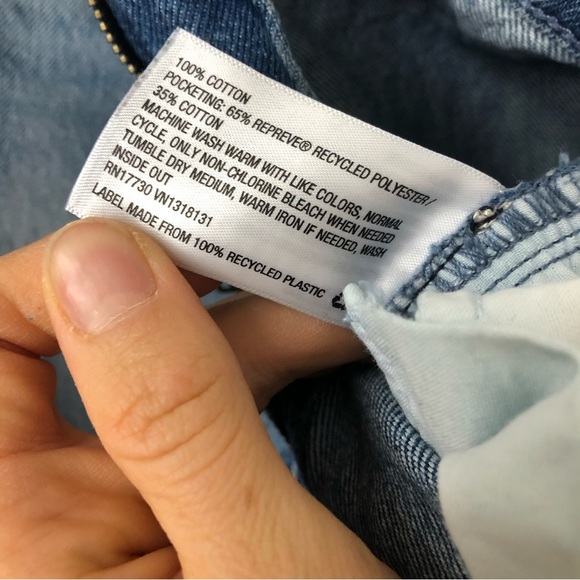 100% COTTON
POCKETING: 65% REPREVE® RECYCLED POLYESTER /
35% COTTON
MACHINE WASH WARM WITH LIKE COLORS, NORMAL
CYCLE, ONLY NON-CHLORINE BLEACH WHEN NEEDED
TUMBLE DRY MEDIUM, WARM IRON IF NEEDED, WASH
INSIDE OUT
RN17730 VN1318131
LABEL MADE FROM 100% RECYCLED PLASTIC